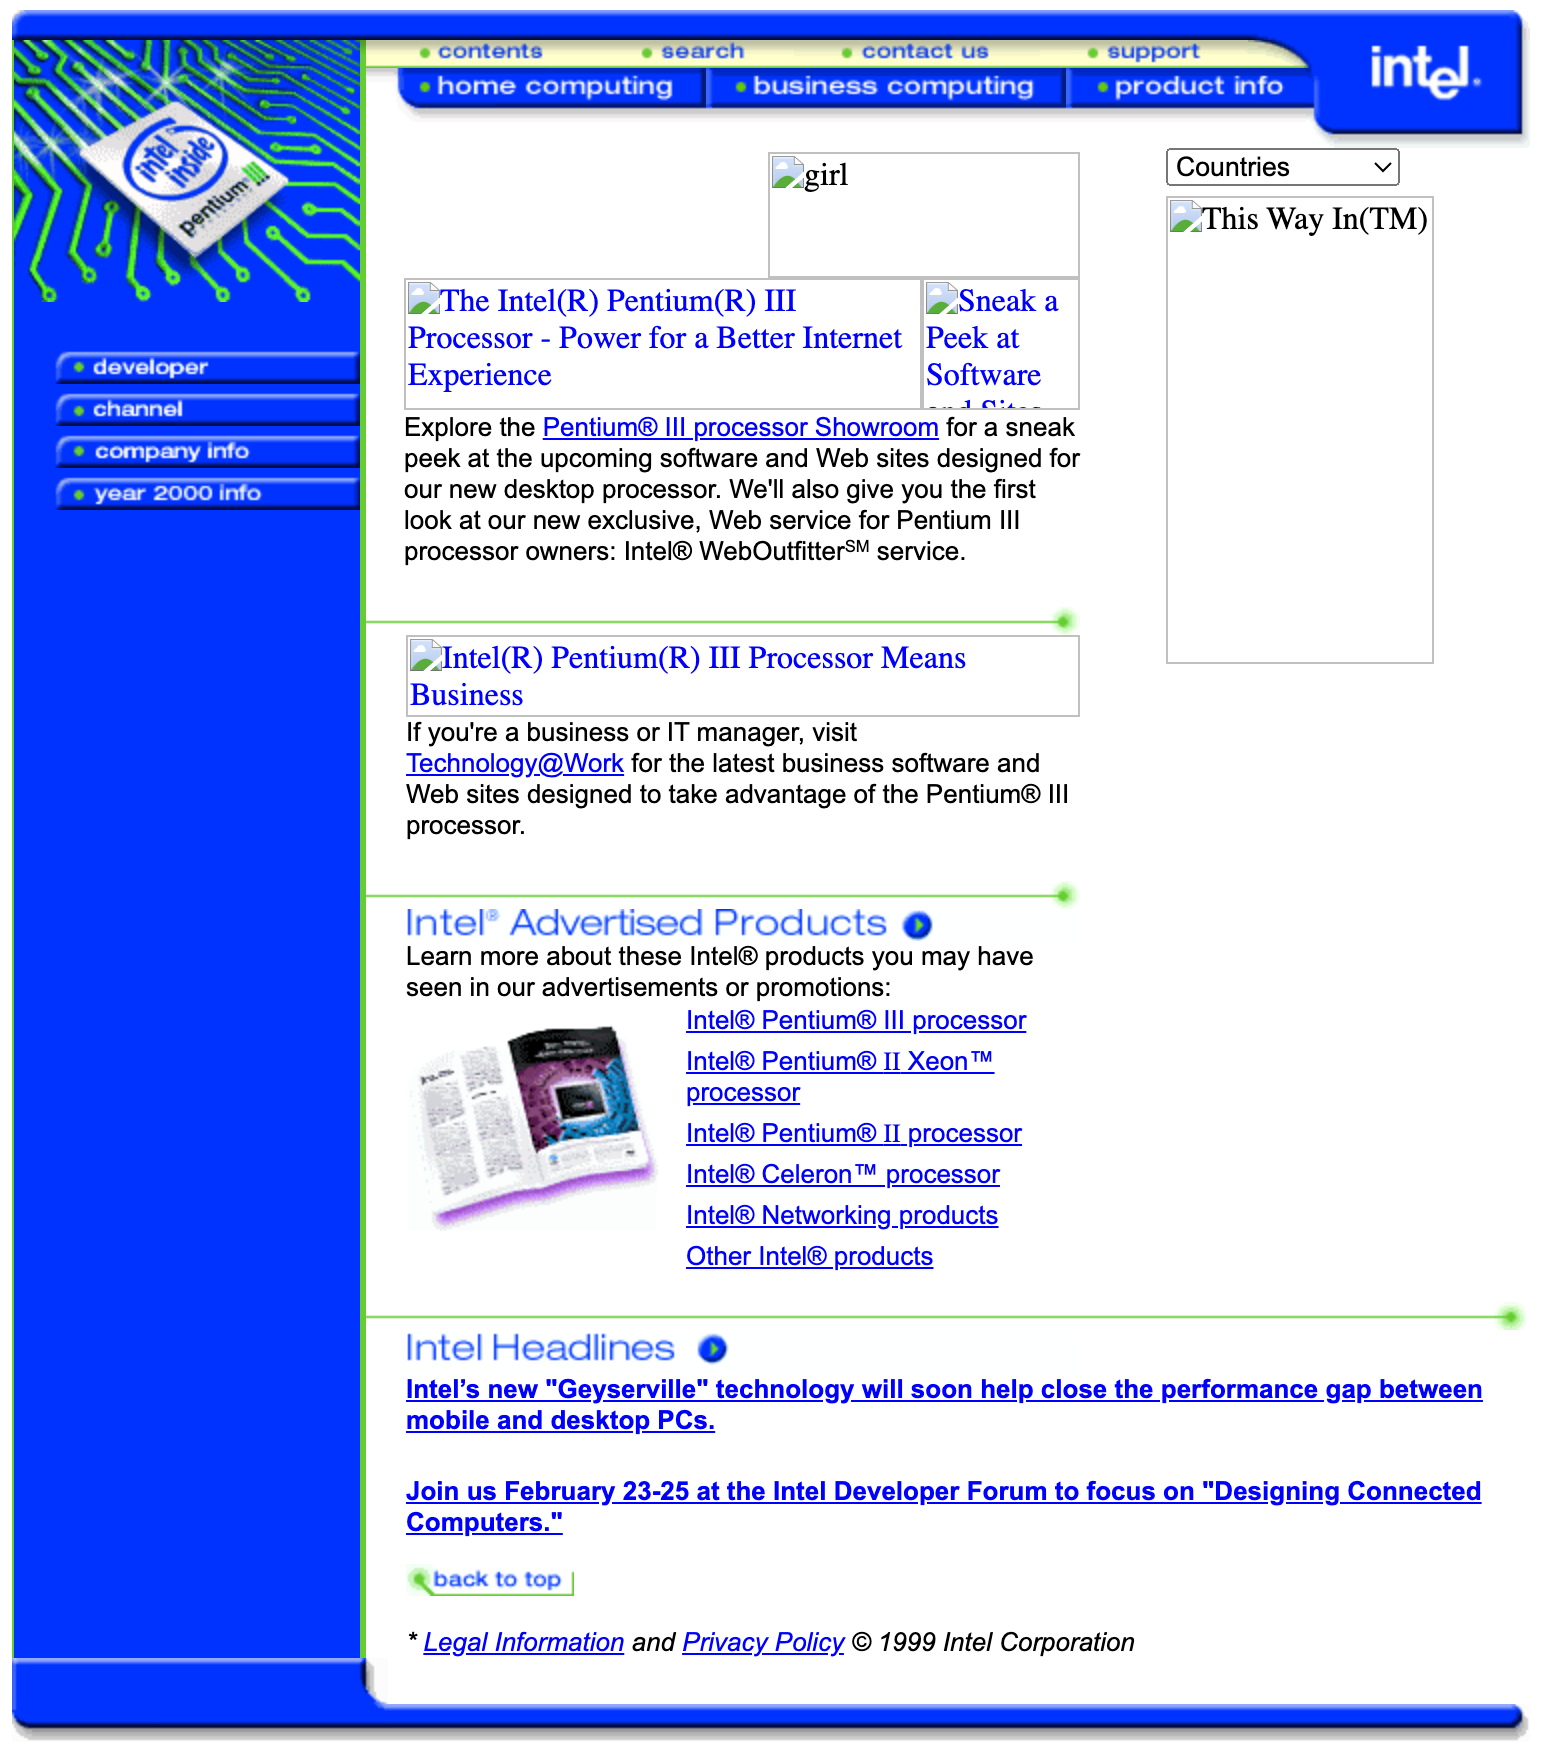 contents search contact us support
home computing business computing product info
intel.
intel inside
pentium III
developer
channel
company info
year 2000 info
Countries
girl
This Way In(TM)
The Intel(R) Pentium(R) III
Processor - Power for a Better Internet
Experience
Sneak a
Peek at
Software
and Sites
Explore the Pentium® III processor Showroom for a sneak
peek at the upcoming software and Web sites designed for
our new desktop processor. We'll also give you the first
look at our new exclusive, Web service for Pentium III
processor owners: Intel® WebOutfitter℠ service.
Intel(R) Pentium(R) III Processor Means
Business
If you're a business or IT manager, visit
Technology@Work for the latest business software and
Web sites designed to take advantage of the Pentium® III
processor.
Intel® Advertised Products
Learn more about these Intel® products you may have
seen in our advertisements or promotions:
Intel® Pentium® III processor
Intel® Pentium® II Xeon™
processor
Intel® Pentium® II processor
Intel® Celeron™ processor
Intel® Networking products
Other Intel® products
Intel Headlines
Intel’s new "Geyserville" technology will soon help close the performance gap between
mobile and desktop PCs.
Join us February 23-25 at the Intel Developer Forum to focus on "Designing Connected
Computers."
back to top
* Legal Information and Privacy Policy © 1999 Intel Corporation